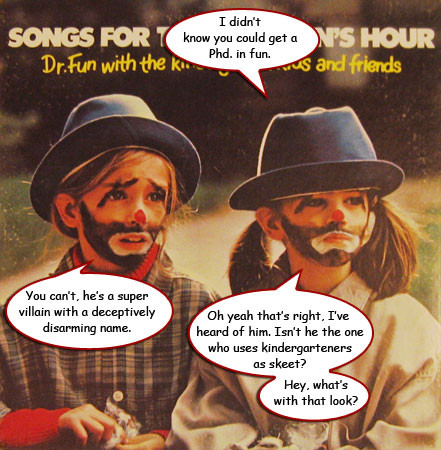 I didn't
know you could get a
Phd. in fun.
SONGS FOR HOUR
Dr.Fun with the and friends
You can't, he's a super
villain with a deceptively
disarming name.
Oh yeah that's right, I've
heard of him. Isn't he the one
who uses kindergarteners
as skeet?
Hey, what's
with that look?